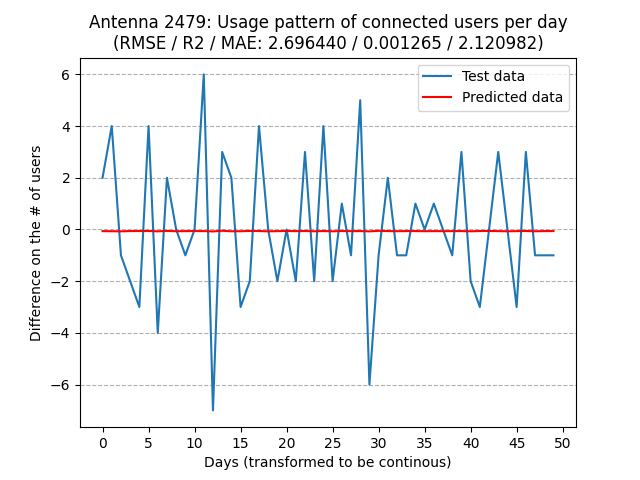 Antenna 2479: Usage pattern of connected users per day
(RMSE / R2 / MAE: 2.696440 / 0.001265 / 2.120982)
Test data
Predicted data
Difference on the # of users
6
4
2
0
−2
−4
−6
0 5 10 15 20 25 30 35 40 45 50
Days (transformed to be continous)